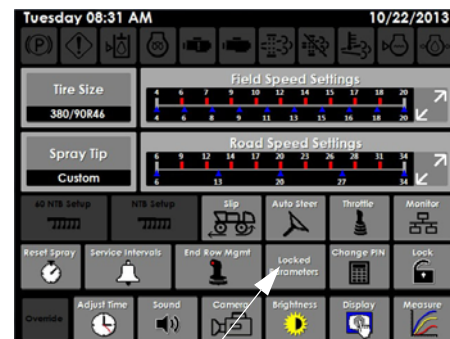 Tuesday 08:31 AM 10/22/2013
Tire Size
380/90R46
Field Speed Settings
4 6 7 9 10 12 14 15 17 18 20
4 6 8 9 11 13 15 16 18 20
Spray Tip
Custom
Road Speed Settings
6 9 12 14 17 20 23 26 28 31 34
6 13 20 27 34
60 NTB Setup NTB Setup Slip Auto Steer Throttle Monitor
Reset Spray Service Intervals End Row Mgmt Locked Parameters Change PIN Lock
Override Adjust Time Sound Camera Brightness Display Measure